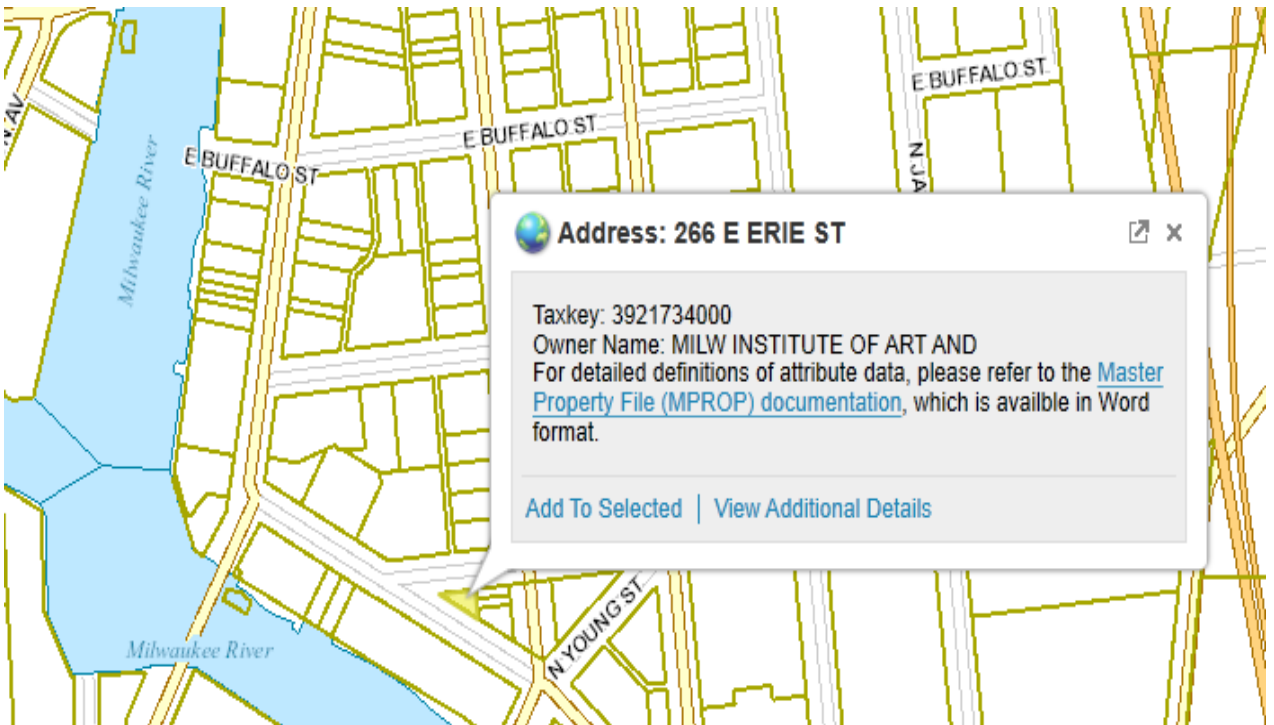 N. AV
Milwaukee River
E BUFFALO ST
E BUFFALO ST
E BUFFALO ST
N JA
Address: 266 E ERIE ST
Taxkey: 3921734000
Owner Name: MILW INSTITUTE OF ART AND
For detailed definitions of attribute data, please refer to the Master
Property File (MPROP) documentation, which is availble in Word
format.
Add To Selected | View Additional Details
N YOUNG ST
Milwaukee River